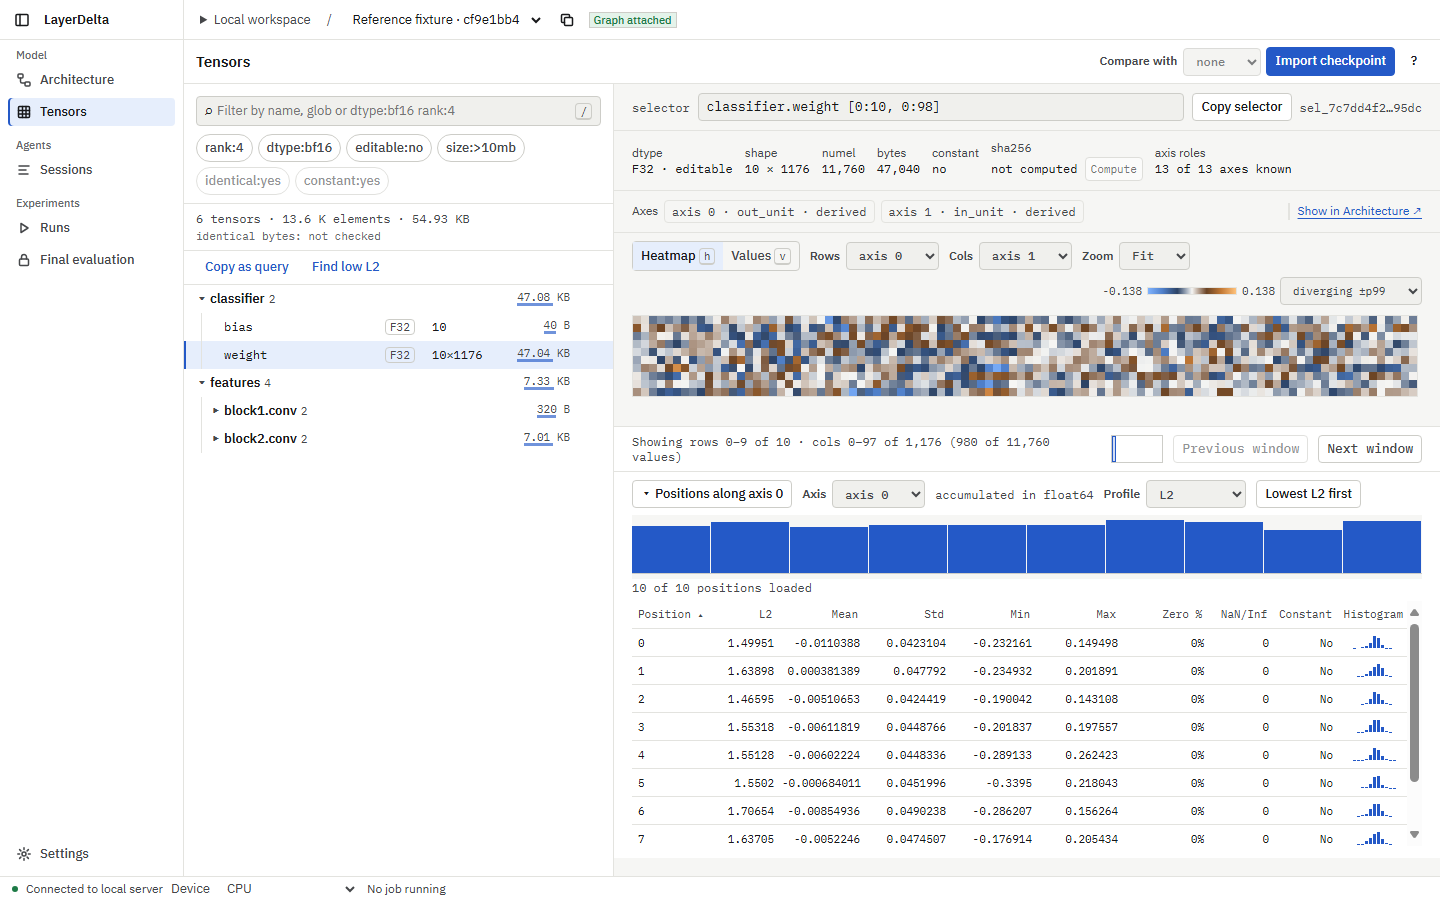 LayerDelta
Local workspace / Reference fixture · cf9e1bb4 Graph attached
Model
Architecture
Tensors
Agents
Sessions
Experiments
Runs
Final evaluation
Settings
Tensors
Compare with none Import checkpoint ?
Filter by name, glob or dtype:bf16 rank:4 /
rank:4 dtype:bf16 editable:no size:>10mb
identical:yes constant:yes
6 tensors · 13.6 K elements · 54.93 KB
identical bytes: not checked
Copy as query Find low L2
classifier 2 47.08 KB
bias F32 10 40 B
weight F32 10×1176 47.04 KB
features 4 7.33 KB
block1.conv 2 320 B
block2.conv 2 7.01 KB
selector classifier.weight [0:10, 0:98] Copy selector sel_7c7dd4f2…95dc
dtype shape numel bytes constant sha256 axis roles
F32 · editable 10 × 1176 11,760 47,040 no not computed Compute 13 of 13 axes known
Axes axis 0 · out_unit · derived axis 1 · in_unit · derived Show in Architecture ↗
Heatmap h Values v Rows axis 0 Cols axis 1 Zoom Fit
-0.138 0.138 diverging ±p99
Showing rows 0–9 of 10 · cols 0–97 of 1,176 (980 of 11,760
values)
Previous window Next window
Positions along axis 0 Axis axis 0 accumulated in float64 Profile L2 Lowest L2 first
10 of 10 positions loaded
Position ▴ L2 Mean Std Min Max Zero % NaN/Inf Constant Histogram
0 1.49951 -0.0110388 0.0423104 -0.232161 0.149498 0% 0 No
1 1.63898 0.000381389 0.047792 -0.234932 0.201891 0% 0 No
2 1.46595 -0.00510653 0.0424419 -0.190042 0.143108 0% 0 No
3 1.55318 -0.00611819 0.0448766 -0.201837 0.197557 0% 0 No
4 1.55128 -0.00602224 0.0448336 -0.289133 0.262423 0% 0 No
5 1.5502 -0.000684011 0.0451996 -0.3395 0.218043 0% 0 No
6 1.70654 -0.00854936 0.0490238 -0.286207 0.156264 0% 0 No
7 1.63705 -0.0052246 0.0474507 -0.176914 0.205434 0% 0 No
Connected to local server Device CPU No job running